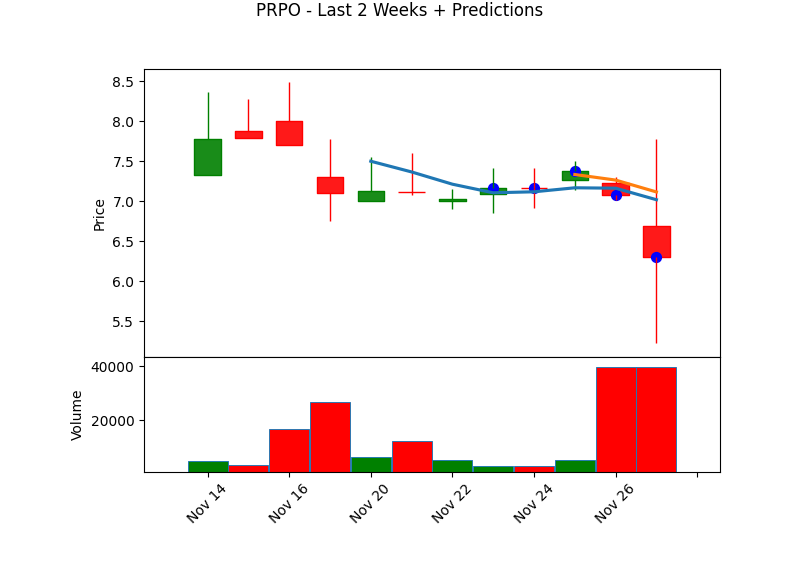 PRPO - Last 2 Weeks + Predictions
8.5
8.0
7.5
7.0
6.5
6.0
5.5
Price
40000
20000
Volume
Nov 14
Nov 16
Nov 20
Nov 22
Nov 24
Nov 26